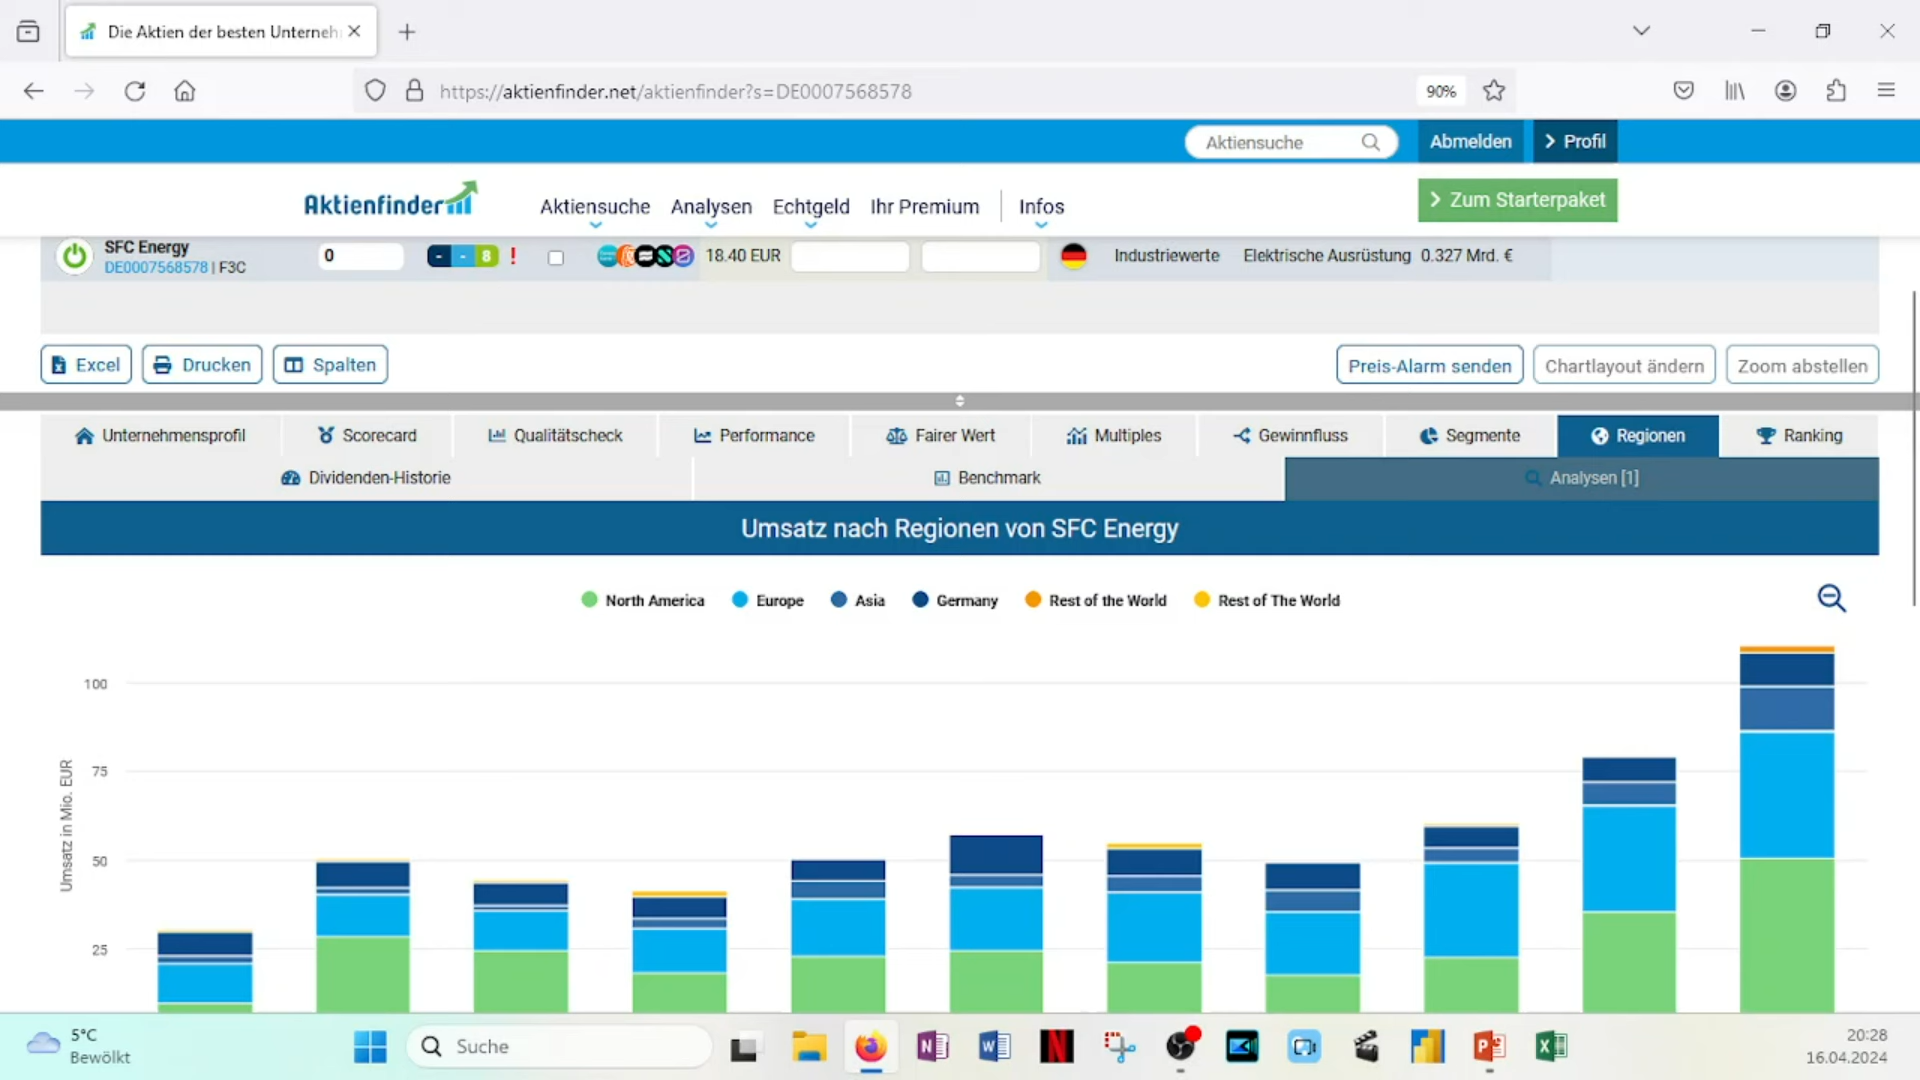 Die Aktien der besten Unterneh
https://aktienfinder.net/aktienfinder?s=DE0007568578
90%
Aktiensuche
Abmelden
Profil
Aktienfinder
Aktiensuche
Analysen
Echtgeld
Ihr Premium
Infos
Zum Starterpaket
SFC Energy
DE0007568578 | F3C
0
- - 8 !
18.40 EUR
Industriewerte
Elektrische Ausrüstung
0.327 Mrd. €
Excel
Drucken
Spalten
Preis-Alarm senden
Chartlayout ändern
Zoom abstellen
Unternehmensprofil
Scorecard
Qualitätscheck
Performance
Fairer Wert
Multiples
Gewinnfluss
Segmente
Regionen
Ranking
Dividenden-Historie
Benchmark
Analysen [1]
Umsatz nach Regionen von SFC Energy
North America
Europe
Asia
Germany
Rest of the World
Rest of The World
100
75
50
25
Umsatz in Mio. EUR
5°C
Bewölkt
Suche
20:28
16.04.2024